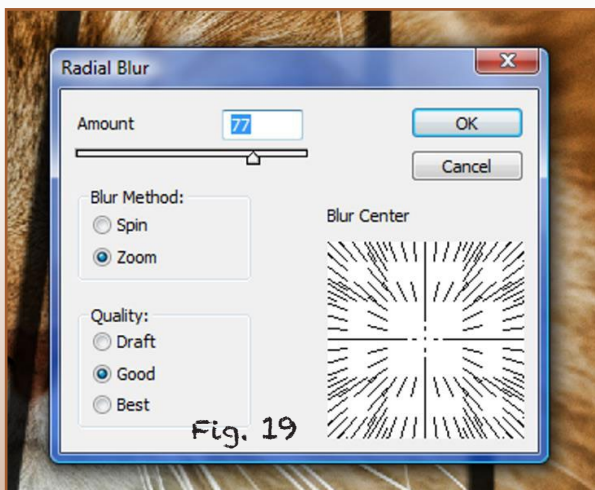 Radial Blur
Amount 77
OK
Cancel
Blur Method:
Spin
Zoom
Blur Center
Quality:
Draft
Good
Best
Fig. 19